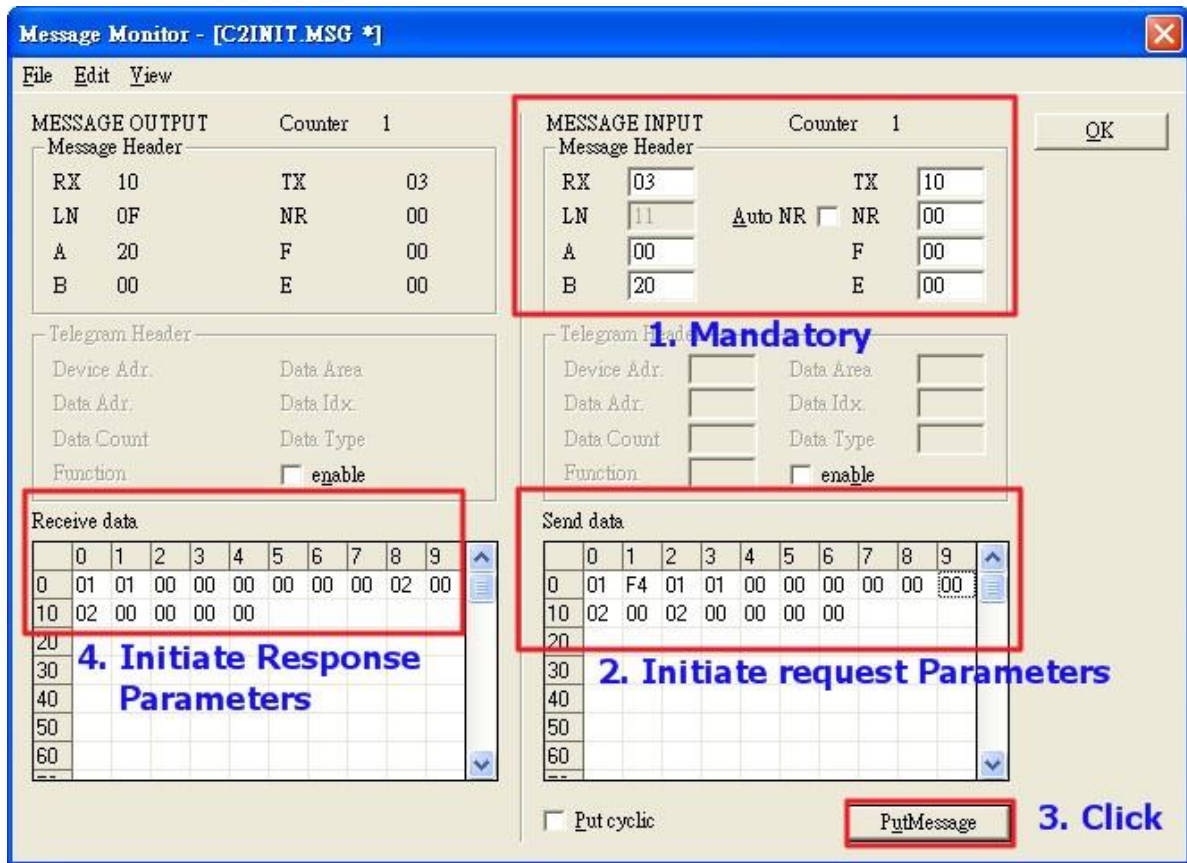 Message Monitor - [C2INIT.MSG *]
File Edit View
MESSAGE OUTPUT Counter 1
Message Header
RX 10 TX 03
LN 0F NR 00
A 20 F 00
B 00 E 00
Telegram Header
Device Adr. Data Area
Data Adr. Data Idx.
Data Count Data Type
Function enable
Receive data
0 1 2 3 4 5 6 7 8 9
0 01 01 00 00 00 00 00 00 02 00
10 02 00 00 00 00
20
30
40
50
60
4. Initiate Response
Parameters
MESSAGE INPUT Counter 1
Message Header
RX 03 TX 10
LN 11 Auto NR NR 00
A 00 F 00
B 20 E 00
1. Mandatory
Telegram Header
Device Adr. Data Area
Data Adr. Data Idx.
Data Count Data Type
Function enable
Send data
0 1 2 3 4 5 6 7 8 9
0 01 F4 01 01 00 00 00 00 00 00
10 02 00 02 00 00 00 00
20
30
40
50
60
2. Initiate request Parameters
Put cyclic
PutMessage
3. Click
OK